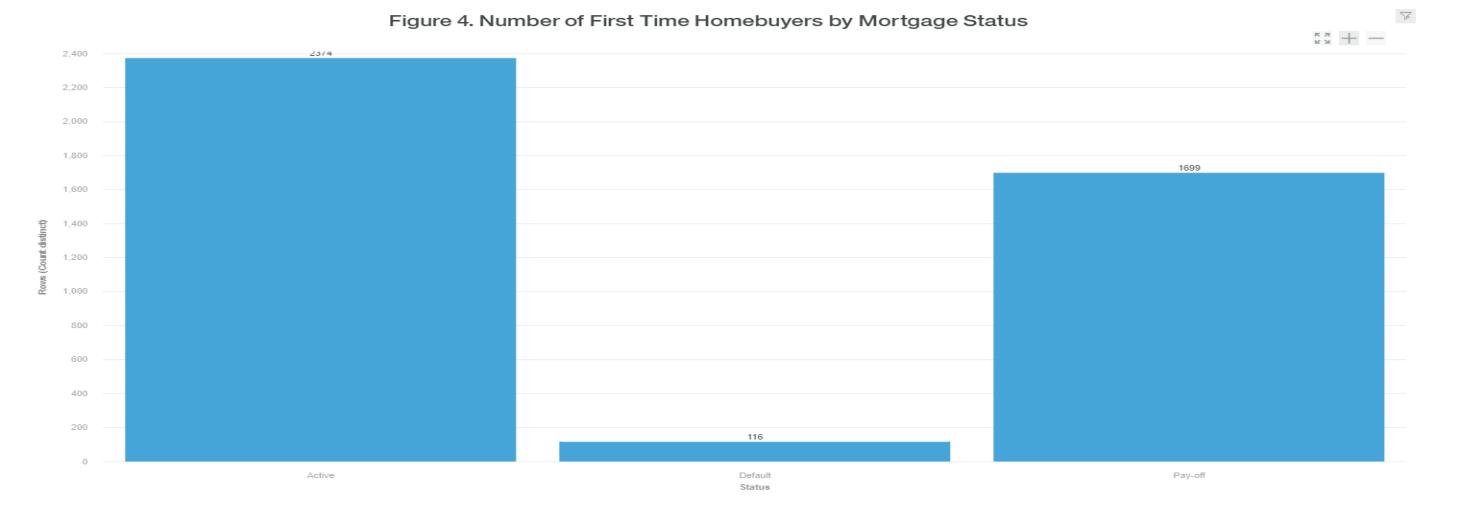 Figure 4. Number of First Time Homebuyers by Mortgage Status
2,400
2,200
2,000
1,800
1,600
1,400
1,200
1,000
800
600
400
200
0
Rows (Count distinct)
2374
116
1699
Active
Default
Pay-off
Status